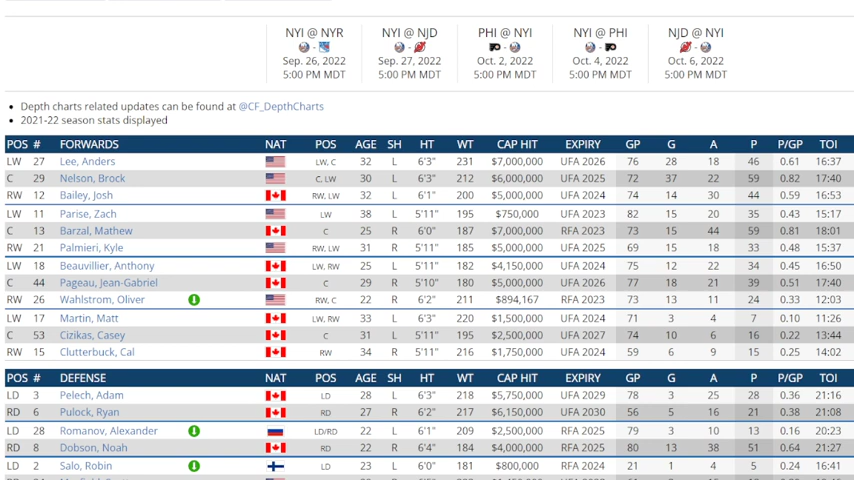 NYI @ NYR NYI @ NJD PHI @ NYI NYI @ PHI NJD @ NYI
- - - - -
Sep. 26, 2022 Sep. 27, 2022 Oct. 2, 2022 Oct. 4, 2022 Oct. 6, 2022
5:00 PM MDT 5:00 PM MDT 5:00 PM MDT 5:00 PM MDT 5:00 PM MDT
• Depth charts related updates can be found at @CF_DepthCharts
• 2021-22 season stats displayed
POS # FORWARDS NAT POS AGE SH HT WT CAP HIT EXPIRY GP G A P P/GP TOI
LW 27 Lee, Anders LW, C 32 L 6'3" 231 $7,000,000 UFA 2026 76 28 18 46 0.61 16:37
C 29 Nelson, Brock C, LW 30 L 6'3" 212 $6,000,000 UFA 2025 72 37 22 59 0.82 17:40
RW 12 Bailey, Josh RW, LW 32 L 6'1" 200 $5,000,000 UFA 2024 74 14 30 44 0.59 16:53
LW 11 Parise, Zach LW 38 L 5'11" 195 $750,000 UFA 2023 82 15 20 35 0.43 15:17
C 13 Barzal, Mathew C 25 R 6'0" 187 $7,000,000 RFA 2023 73 15 44 59 0.81 18:01
RW 21 Palmieri, Kyle RW, LW 31 R 5'11" 185 $5,000,000 UFA 2025 69 15 18 33 0.48 15:37
LW 18 Beauvillier, Anthony LW, RW 25 L 5'11" 182 $4,150,000 UFA 2024 75 12 22 34 0.45 16:50
C 44 Pageau, Jean-Gabriel C 29 R 5'10" 180 $5,000,000 UFA 2026 77 18 21 39 0.51 17:40
RW 26 Wahlstrom, Oliver RW, C 22 R 6'2" 211 $894,167 RFA 2023 73 13 11 24 0.33 12:03
LW 17 Martin, Matt LW, RW 33 L 6'3" 220 $1,500,000 UFA 2024 71 3 4 7 0.10 11:26
C 53 Cizikas, Casey C 31 L 5'11" 195 $2,500,000 UFA 2027 74 10 6 16 0.22 13:44
RW 15 Clutterbuck, Cal RW 34 R 5'11" 216 $1,750,000 UFA 2024 59 6 9 15 0.25 14:02
POS # DEFENSE NAT POS AGE SH HT WT CAP HIT EXPIRY GP G A P P/GP TOI
LD 3 Pelech, Adam LD 28 L 6'3" 218 $5,750,000 UFA 2029 78 3 25 28 0.36 21:16
RD 6 Pulock, Ryan RD 27 R 6'2" 217 $6,150,000 UFA 2030 56 5 16 21 0.38 21:08
LD 28 Romanov, Alexander LD/RD 22 L 6'1" 209 $2,500,000 RFA 2025 79 3 10 13 0.16 20:23
RD 8 Dobson, Noah RD 22 R 6'4" 184 $4,000,000 RFA 2025 80 13 38 51 0.64 21:27
LD 2 Salo, Robin LD 23 L 6'0" 181 $800,000 RFA 2024 21 1 4 5 0.24 16:41